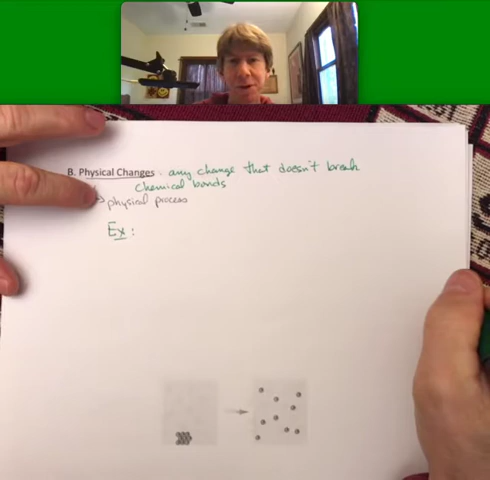 B. Physical Changes: any change that doesn't break
chemical bonds
↳ physical process
Ex: